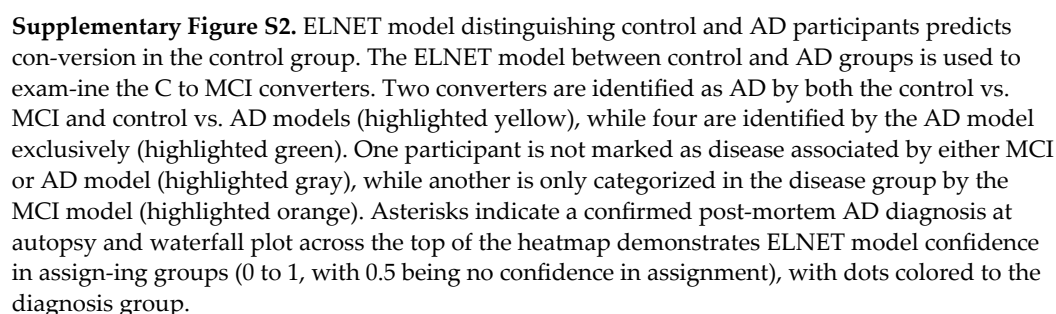 Supplementary Figure S2. ELNET model distinguishing control and AD participants predicts
con-version in the control group. The ELNET model between control and AD groups is used to
exam-ine the C to MCI converters. Two converters are identified as AD by both the control vs.
MCI and control vs. AD models (highlighted yellow), while four are identified by the AD model
exclusively (highlighted green). One participant is not marked as disease associated by either MCI
or AD model (highlighted gray), while another is only categorized in the disease group by the
MCI model (highlighted orange). Asterisks indicate a confirmed post-mortem AD diagnosis at
autopsy and waterfall plot across the top of the heatmap demonstrates ELNET model confidence
in assign-ing groups (0 to 1, with 0.5 being no confidence in assignment), with dots colored to the
diagnosis group.